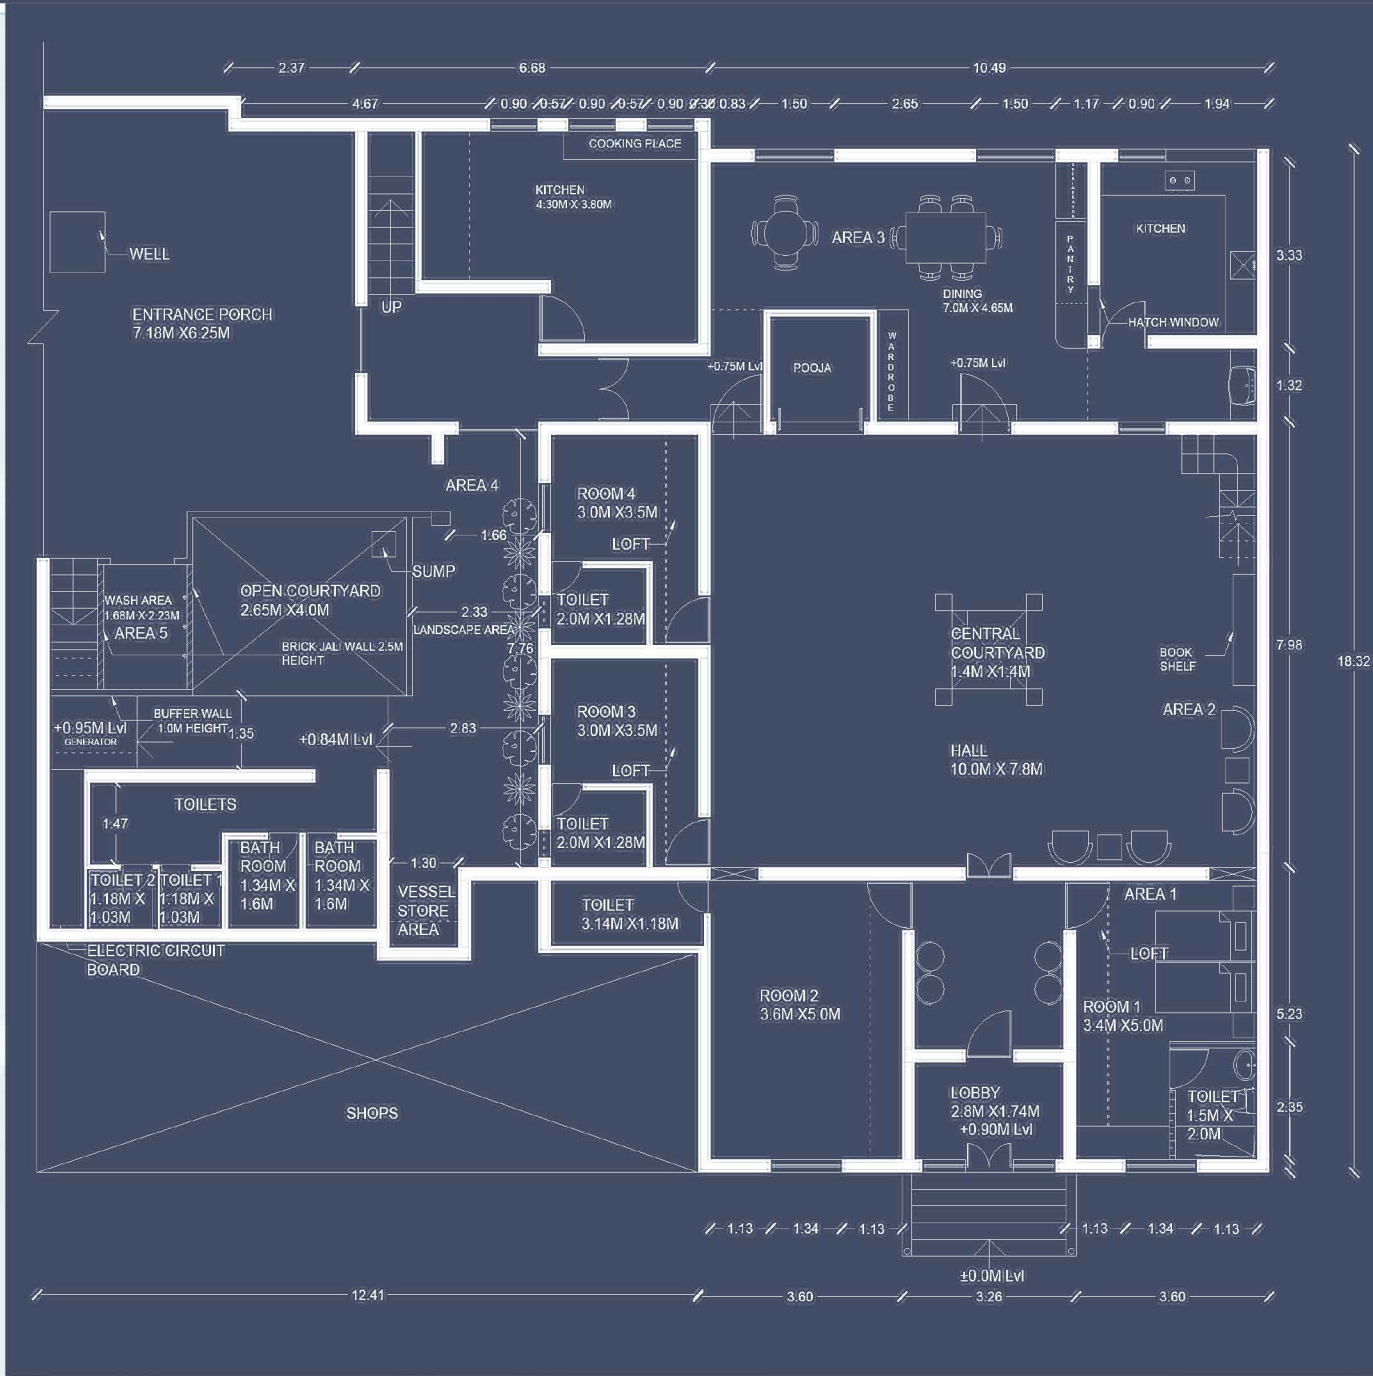 2.37 6.68 10.49
4.67 0.90 0.57 0.90 0.57 0.90 0.30 0.83 1.50 2.65 1.50 1.17 0.90 1.94
COOKING PLACE
KITCHEN
4.30M X 3.80M
WELL
ENTRANCE PORCH
7.18M X6.25M
UP
AREA 3
DINING
7.0M X 4.65M
PANTRY
KITCHEN
HATCH WINDOW
3.33
+0.75M Lvl
POOJA
WARDROBE
+0.75M Lvl
1.32
AREA 4
1.66
ROOM 4
3.0M X3.5M
LOFT
SUMP
OPEN COURTYARD
2.65M X4.0M
WASH AREA
1.68M X 2.23M
AREA 5
BRICK JALI WALL 2.5M
HEIGHT
2.33
LANDSCAPE AREA
7.76
TOILET
2.0M X1.28M
CENTRAL
COURTYARD
1.4M X1.4M
BOOK
SHELF
7.98
18.32
AREA 2
HALL
10.0M X 7.8M
BUFFER WALL
1.0M HEIGHT
+0.95M Lvl
GENERATOR
1.35
+0.84M Lvl
2.83
ROOM 3
3.0M X3.5M
LOFT
TOILETS
1.47
TOILET
2.0M X1.28M
BATH
ROOM
1.34M X
1.6M
BATH
ROOM
1.34M X
1.6M
TOILET 2
1.18M X
1.03M
TOILET 1
1.18M X
1.03M
1.30
VESSEL
STORE
AREA
TOILET
3.14M X1.18M
ELECTRIC CIRCUIT
BOARD
AREA 1
LOFT
ROOM 2
3.6M X5.0M
ROOM 1
3.4M X5.0M
5.23
LOBBY
2.8M X1.74M
+0.90M Lvl
TOILET
1.5M X
2.0M
2.35
SHOPS
1.13 1.34 1.13 1.13 1.34 1.13
±0.0M Lvl
12.41 3.60 3.26 3.60